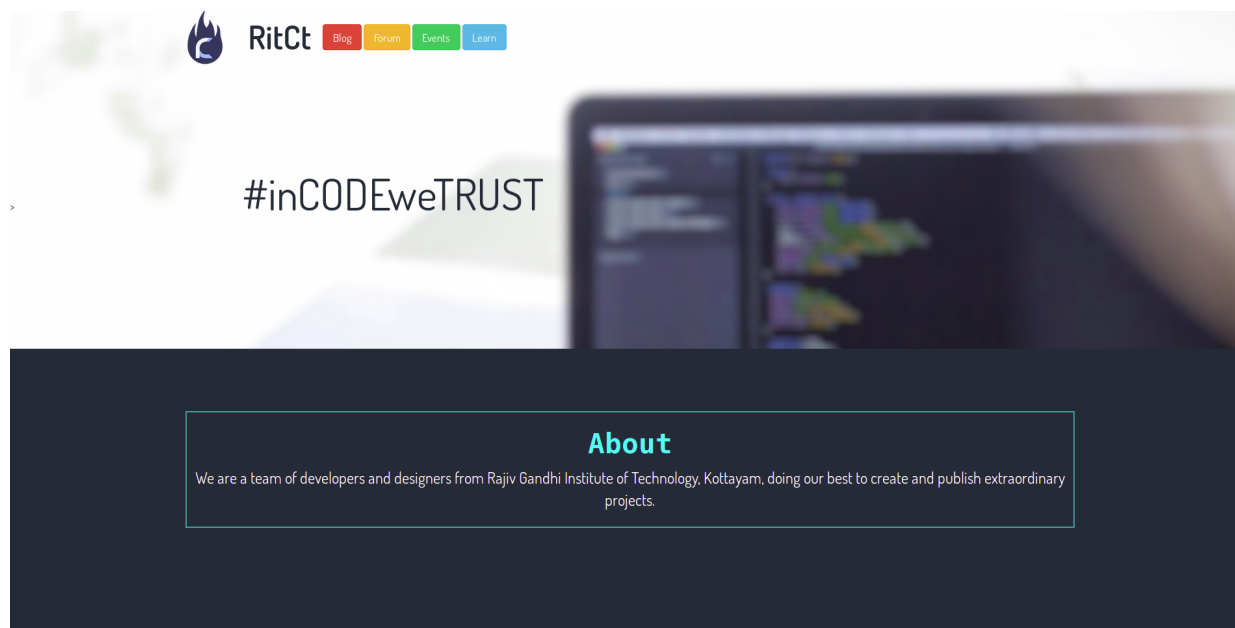 RitCt Blog Forum Events Learn
#inCODEweTRUST
>
About
We are a team of developers and designers from Rajiv Gandhi Institute of Technology, Kottayam, doing our best to create and publish extraordinary
projects.